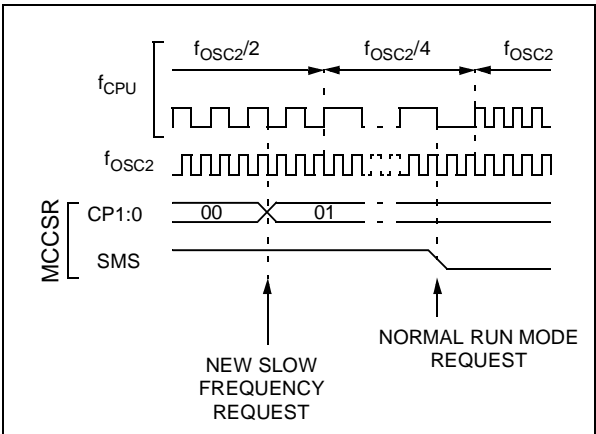 fOSC2/2 fOSC2/4 fOSC2
fCPU
fOSC2
MCCSR
CP1:0 00 01
SMS
NEW SLOW
FREQUENCY
REQUEST
NORMAL RUN MODE
REQUEST